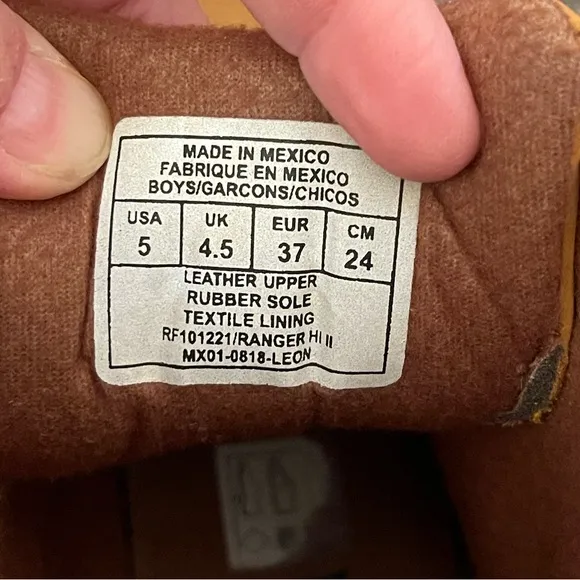 MADE IN MEXICO
FABRIQUE EN MEXICO
BOYS/GARCONS/CHICOS
USA UK EUR CM
5 4.5 37 24
LEATHER UPPER
RUBBER SOLE
TEXTILE LINING
RF101221/RANGER HI II
MX01-0818-LEON